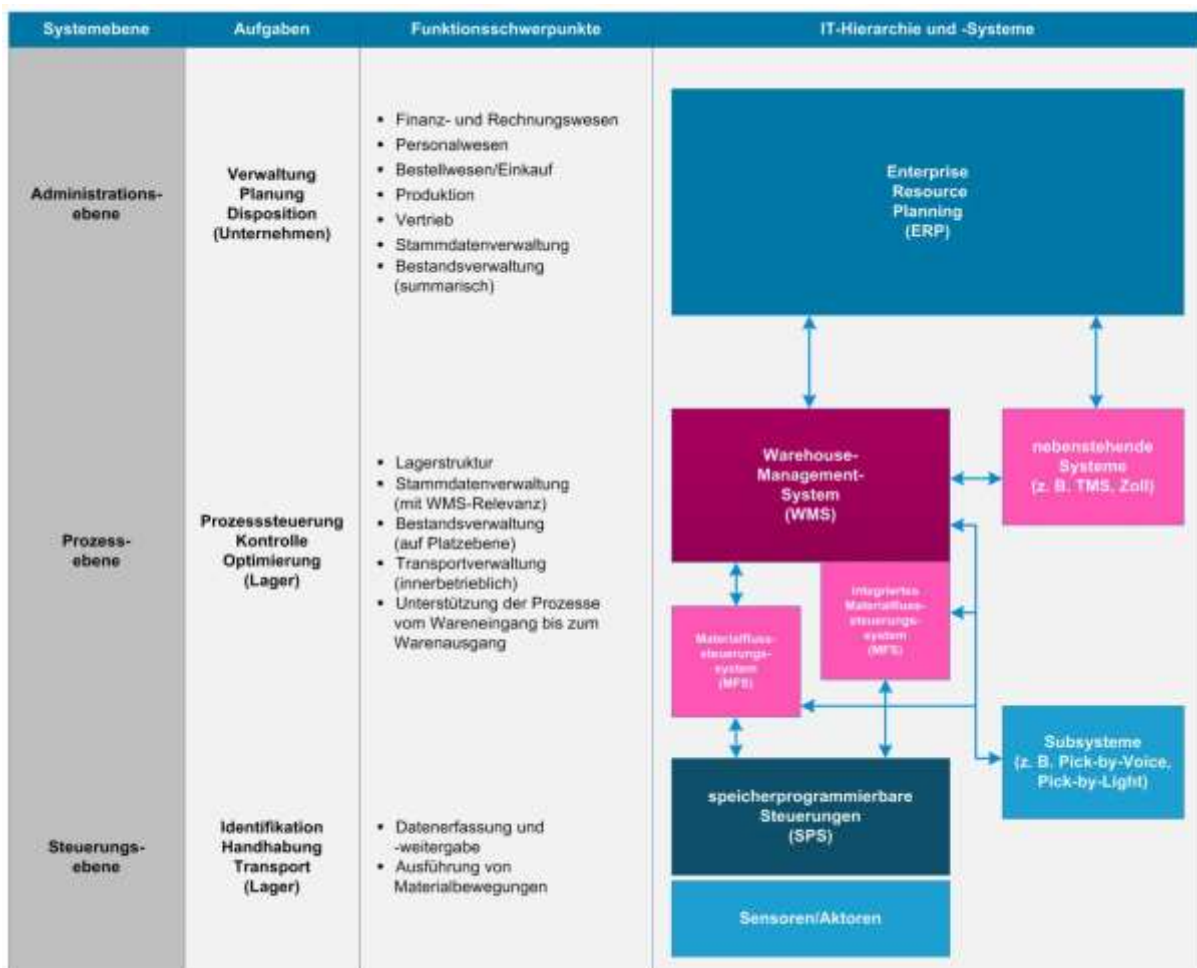 Systemebene
Aufgaben
Funktionsschwerpunkte
IT-Hierarchie und -Systeme
Administrations-
ebene
Verwaltung
Planung
Disposition
(Unternehmen)
▪ Finanz- und Rechnungswesen
▪ Personalwesen
▪ Bestellwesen/Einkauf
▪ Produktion
▪ Vertrieb
▪ Stammdatenverwaltung
▪ Bestandsverwaltung
(summarisch)
Enterprise
Resource
Planning
(ERP)
Prozess-
ebene
Prozesssteuerung
Kontrolle
Optimierung
(Lager)
▪ Lagerstruktur
▪ Stammdatenverwaltung
(mit WMS-Relevanz)
▪ Bestandsverwaltung
(auf Platzebene)
▪ Transportverwaltung
(innerbetrieblich)
▪ Unterstützung der Prozesse
vom Wareneingang bis zum
Warenausgang
Warehouse-
Management-
System
(WMS)
nebenstehende
Systeme
(z. B. TMS, Zoll)
Integriertes
Materialfluss-
steuerungs-
system
(MFS)
Materialfluss-
steuerungs-
system
(MFS)
Subsysteme
(z. B. Pick-by-Voice,
Pick-by-Light)
Steuerungs-
ebene
Identifikation
Handhabung
Transport
(Lager)
▪ Datenerfassung und
-weitergabe
▪ Ausführung von
Materialbewegungen
speicherprogrammierbare
Steuerungen
(SPS)
Sensoren/Aktoren